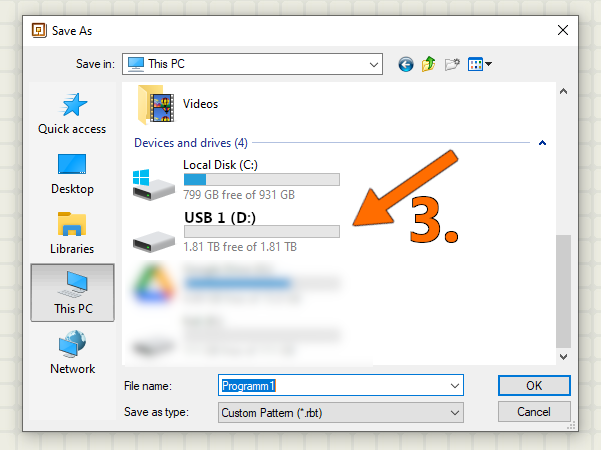 Save As
Save in:
This PC
Quick access
Desktop
Libraries
This PC
Network
Videos
Devices and drives (4)
Local Disk (C:)
799 GB free of 931 GB
USB 1 (D:)
1.81 TB free of 1.81 TB
3.
File name:
Programm1
OK
Save as type:
Custom Pattern (*.rbt)
Cancel